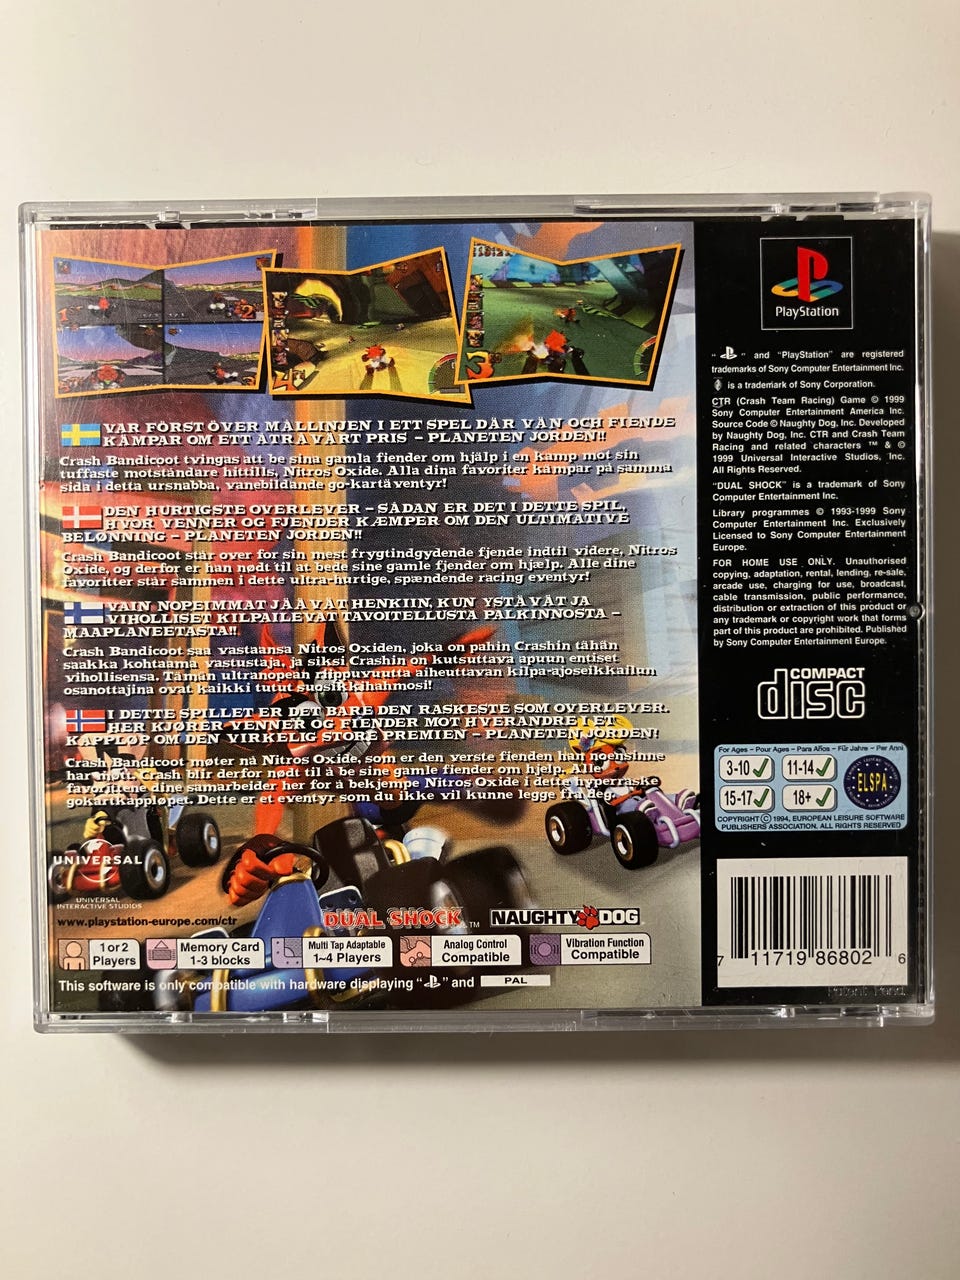 VAR FÖRST ÖVER MÅLLINJEN I ETT SPEL DÄR VÄN OCH FIENDE
KÄMPAR OM ETT ÅTRÅVÄRT PRIS – PLANETEN JORDEN!!
Crash Bandicoot tvingas att be sina gamla fiender om hjälp i en kamp mot sin
tuffaste motståndare hittills, Nitros Oxide. Alla dina favoriter kämpar på samma
sida i detta ursnabba, vanebildande go-kartäventyr!
DEN HURTIGSTE OVERLEVER – SÅDAN ER DET I DETTE SPIL,
HVOR VENNER OG FJENDER KÆMPER OM DEN ULTIMATIVE
BELØNNING – PLANETEN JORDEN!!
Crash Bandicoot står over for sin mest frygtindgydende fjende indtil videre, Nitros
Oxide, og derfor er han nødt til at bede sine gamle fjender om hjælp. Alle dine
favoritter står sammen i dette ultra-hurtige, spændende racing eventyr!
VAIN NOPEIMMAT JÄÄVÄT HENKIIN, KUN YSTÄVÄT JA
VIHOLLISET KILPAILEVAT TAVOITELLUSTA PALKINNOSTA –
MAAPLANEETASTA!!
Crash Bandicoot saa vastaansa Nitros Oxiden, joka on pahin Crashin tähän
saakka kohtaama vastustaja, ja siksi Crashin on kutsuttava apuun entiset
vihollisensa. Tämän ultranopean riippuvuutta aiheuttavan kilpa-ajoseikkailun
osanottajina ovat kaikki tutut suosikkihahmosi!
I DETTE SPILLET ER DET BARE DEN RASKESTE SOM OVERLEVER.
HER KJØRER VENNER OG FIENDER MOT HVERANDRE I ET
KAPPLØP OM DEN VIRKELIG STORE PREMIEN – PLANETEN JORDEN!
Crash Bandicoot møter nå Nitros Oxide, som er den verste fienden han noensinne
har møtt. Crash blir derfor nødt til å be sine gamle fiender om hjelp. Alle
favorittene dine samarbeider her for å bekjempe Nitros Oxide i dette hyperraske
gokartkappløpet. Dette er et eventyr som du ikke vil kunne legge fra deg.
UNIVERSAL
UNIVERSAL
INTERACTIVE STUDIOS
www.playstation-europe.com/ctr
DUAL SHOCK™
NAUGHTY DOG
1 or 2
Players
Memory Card
1-3 blocks
Multi Tap Adaptable
1~4 Players
Analog Control
Compatible
Vibration Function
Compatible
This software is only compatible with hardware displaying " " and PAL
PlayStation
" " and "PlayStation" are registered
trademarks of Sony Computer Entertainment Inc.
is a trademark of Sony Corporation.
CTR (Crash Team Racing) Game © 1999
Sony Computer Entertainment America Inc.
Source Code © Naughty Dog, Inc. Developed
by Naughty Dog, Inc. CTR and Crash Team
Racing and related characters ™ & ©
1999 Universal Interactive Studios, Inc.
All Rights Reserved.
"DUAL SHOCK" is a trademark of Sony
Computer Entertainment Inc.
Library programmes © 1993-1999 Sony
Computer Entertainment Inc. Exclusively
Licensed to Sony Computer Entertainment
Europe.
FOR HOME USE ONLY. Unauthorised
copying, adaptation, rental, lending, re-sale,
arcade use, charging for use, broadcast,
cable transmission, public performance,
distribution or extraction of this product or
any trademark or copyright work that forms
part of this product are prohibited. Published
by Sony Computer Entertainment Europe.
COMPACT
disc
For Ages – Pour Ages – Para Años – Für Jahre – Per Anni
3-10 11-14
15-17 18+
ELSPA
COPYRIGHT © 1994, EUROPEAN LEISURE SOFTWARE
PUBLISHERS ASSOCIATION. ALL RIGHTS RESERVED
7 11719 86802 6